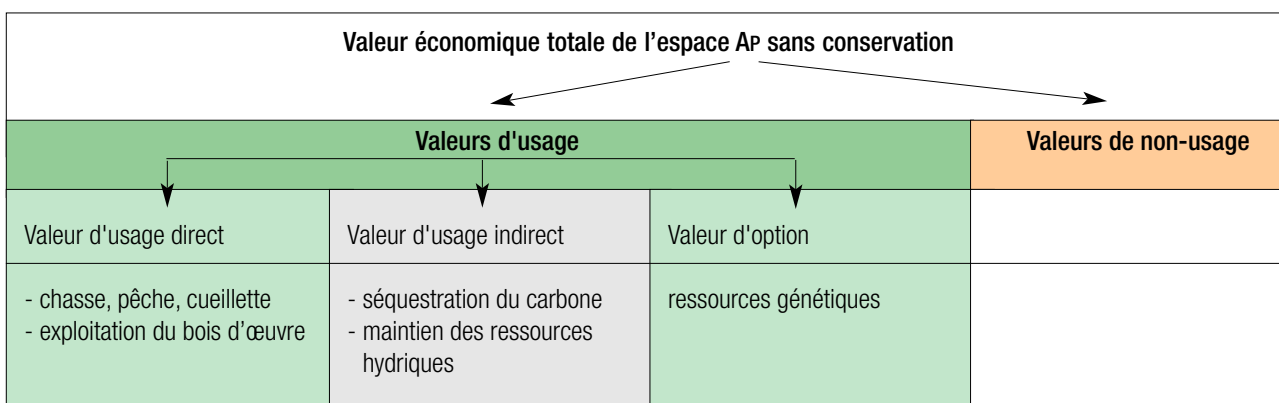 Valeur économique totale de l’espace AP sans conservation
Valeurs d'usage
Valeurs de non-usage
Valeur d'usage direct
Valeur d'usage indirect
Valeur d'option
- chasse, pêche, cueillette
- exploitation du bois d’œuvre
- séquestration du carbone
- maintien des ressources
hydriques
ressources génétiques